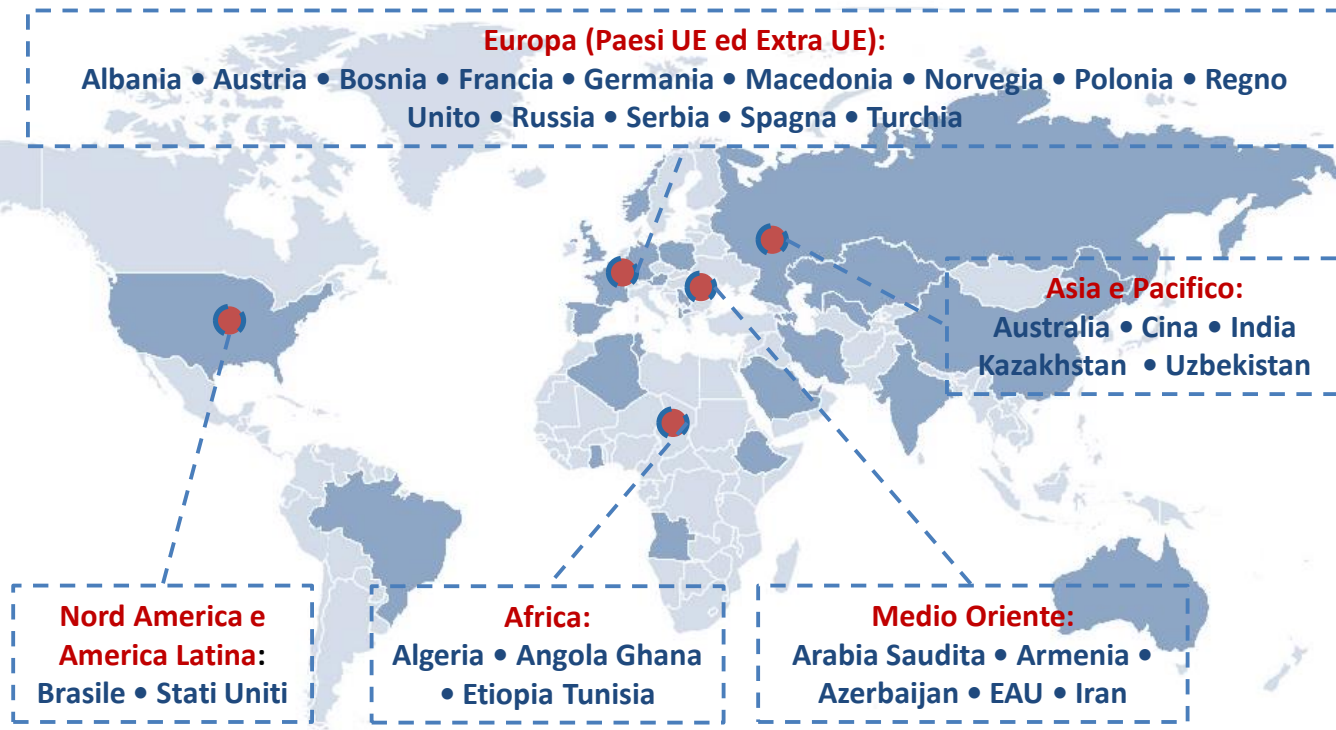 Europa (Paesi UE ed Extra UE):
Albania • Austria • Bosnia • Francia • Germania • Macedonia • Norvegia • Polonia • Regno
Unito • Russia • Serbia • Spagna • Turchia
Asia e Pacifico:
Australia • Cina • India
Kazakhstan • Uzbekistan
Nord America e
America Latina:
Brasile • Stati Uniti
Africa:
Algeria • Angola Ghana
• Etiopia Tunisia
Medio Oriente:
Arabia Saudita • Armenia •
Azerbaijan • EAU • Iran